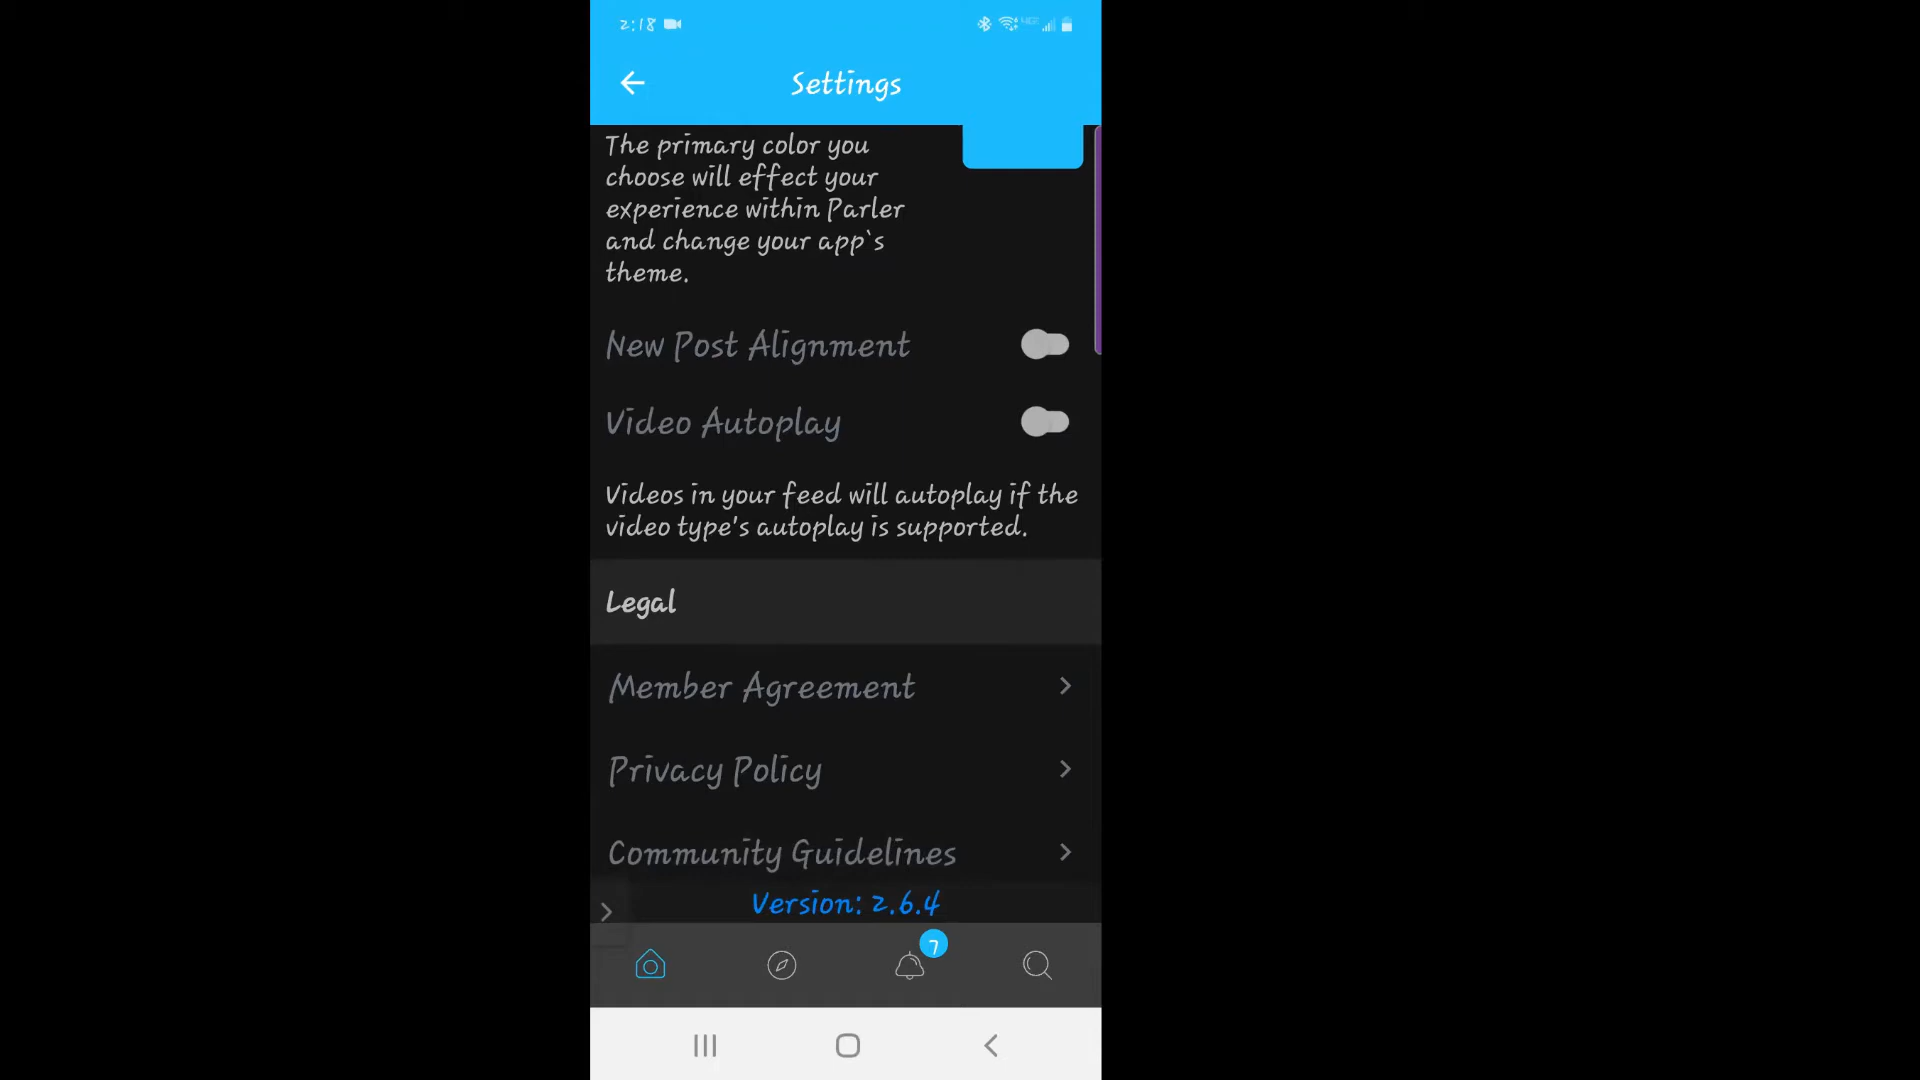 2:18
Settings
The primary color you
choose will effect your
experience within Parler
and change your app`s
theme.
New Post Alignment
Video Autoplay
Videos in your feed will autoplay if the
video type's autoplay is supported.
Legal
Member Agreement
Privacy Policy
Community Guidelines
Version: 2.6.4
7